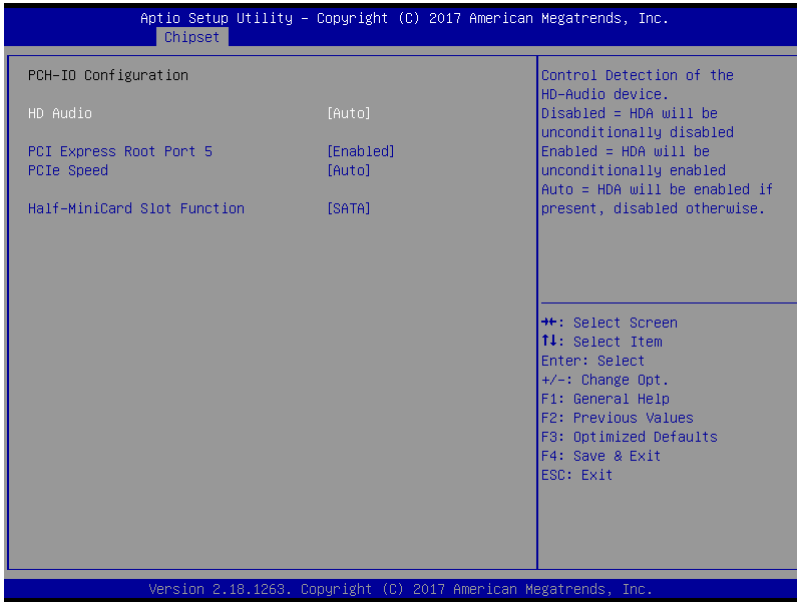 Aptio Setup Utility – Copyright (C) 2017 American Megatrends, Inc.
Chipset
PCH-IO Configuration
HD Audio [Auto]
PCI Express Root Port 5 [Enabled]
PCIe Speed [Auto]
Half-MiniCard Slot Function [SATA]
Control Detection of the
HD-Audio device.
Disabled = HDA will be
unconditionally disabled
Enabled = HDA will be
unconditionally enabled
Auto = HDA will be enabled if
present, disabled otherwise.
→←: Select Screen
↑↓: Select Item
Enter: Select
+/-: Change Opt.
F1: General Help
F2: Previous Values
F3: Optimized Defaults
F4: Save & Exit
ESC: Exit
Version 2.18.1263. Copyright (C) 2017 American Megatrends, Inc.